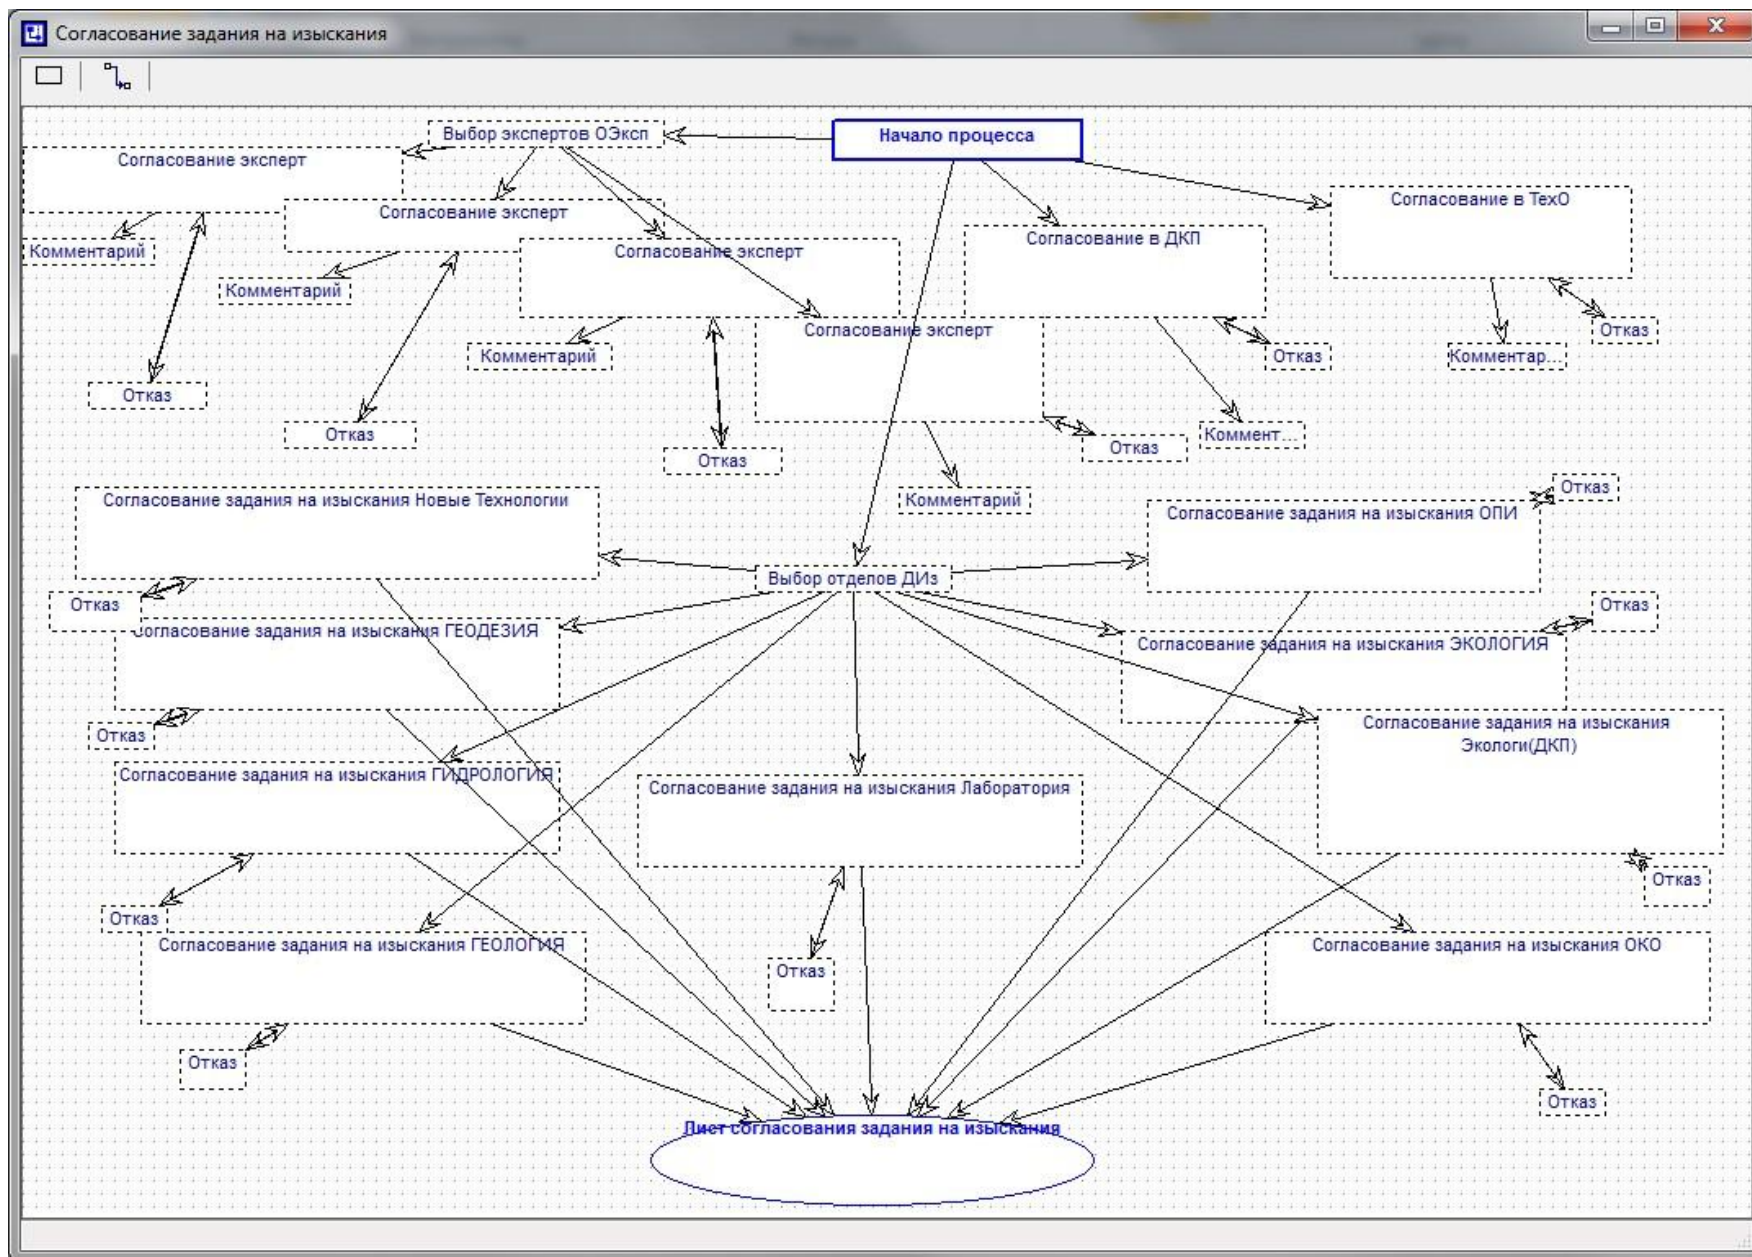 Согласование задания на изыскания
Выбор экспертов ОЭксп
Начало процесса
Согласование эксперт
Согласование в ТехО
Согласование эксперт
Согласование в ДКП
Комментарий
Согласование эксперт
Комментарий
Согласование эксперт
Отказ
Комментарий
Отказ
Комментар...
Отказ
Отказ
Коммент...
Отказ
Отказ
Отказ
Согласование задания на изыскания Новые Технологии
Комментарий
Согласование задания на изыскания ОПИ
Выбор отделов ДИз
Отказ
Отказ
согласование задания на изыскания ГЕОДЕЗИЯ
Согласование задания на изыскания ЭКОЛОГИЯ
Отказ
Согласование задания на изыскания
Экологи(ДКП)
Согласование задания на изыскания ГИДРОЛОГИЯ
Согласование задания на изыскания Лаборатория
Отказ
Отказ
Согласование задания на изыскания ГЕОЛОГИЯ
Согласование задания на изыскания ОКО
Отказ
Отказ
Отказ
Лист согласования задания на изыскания